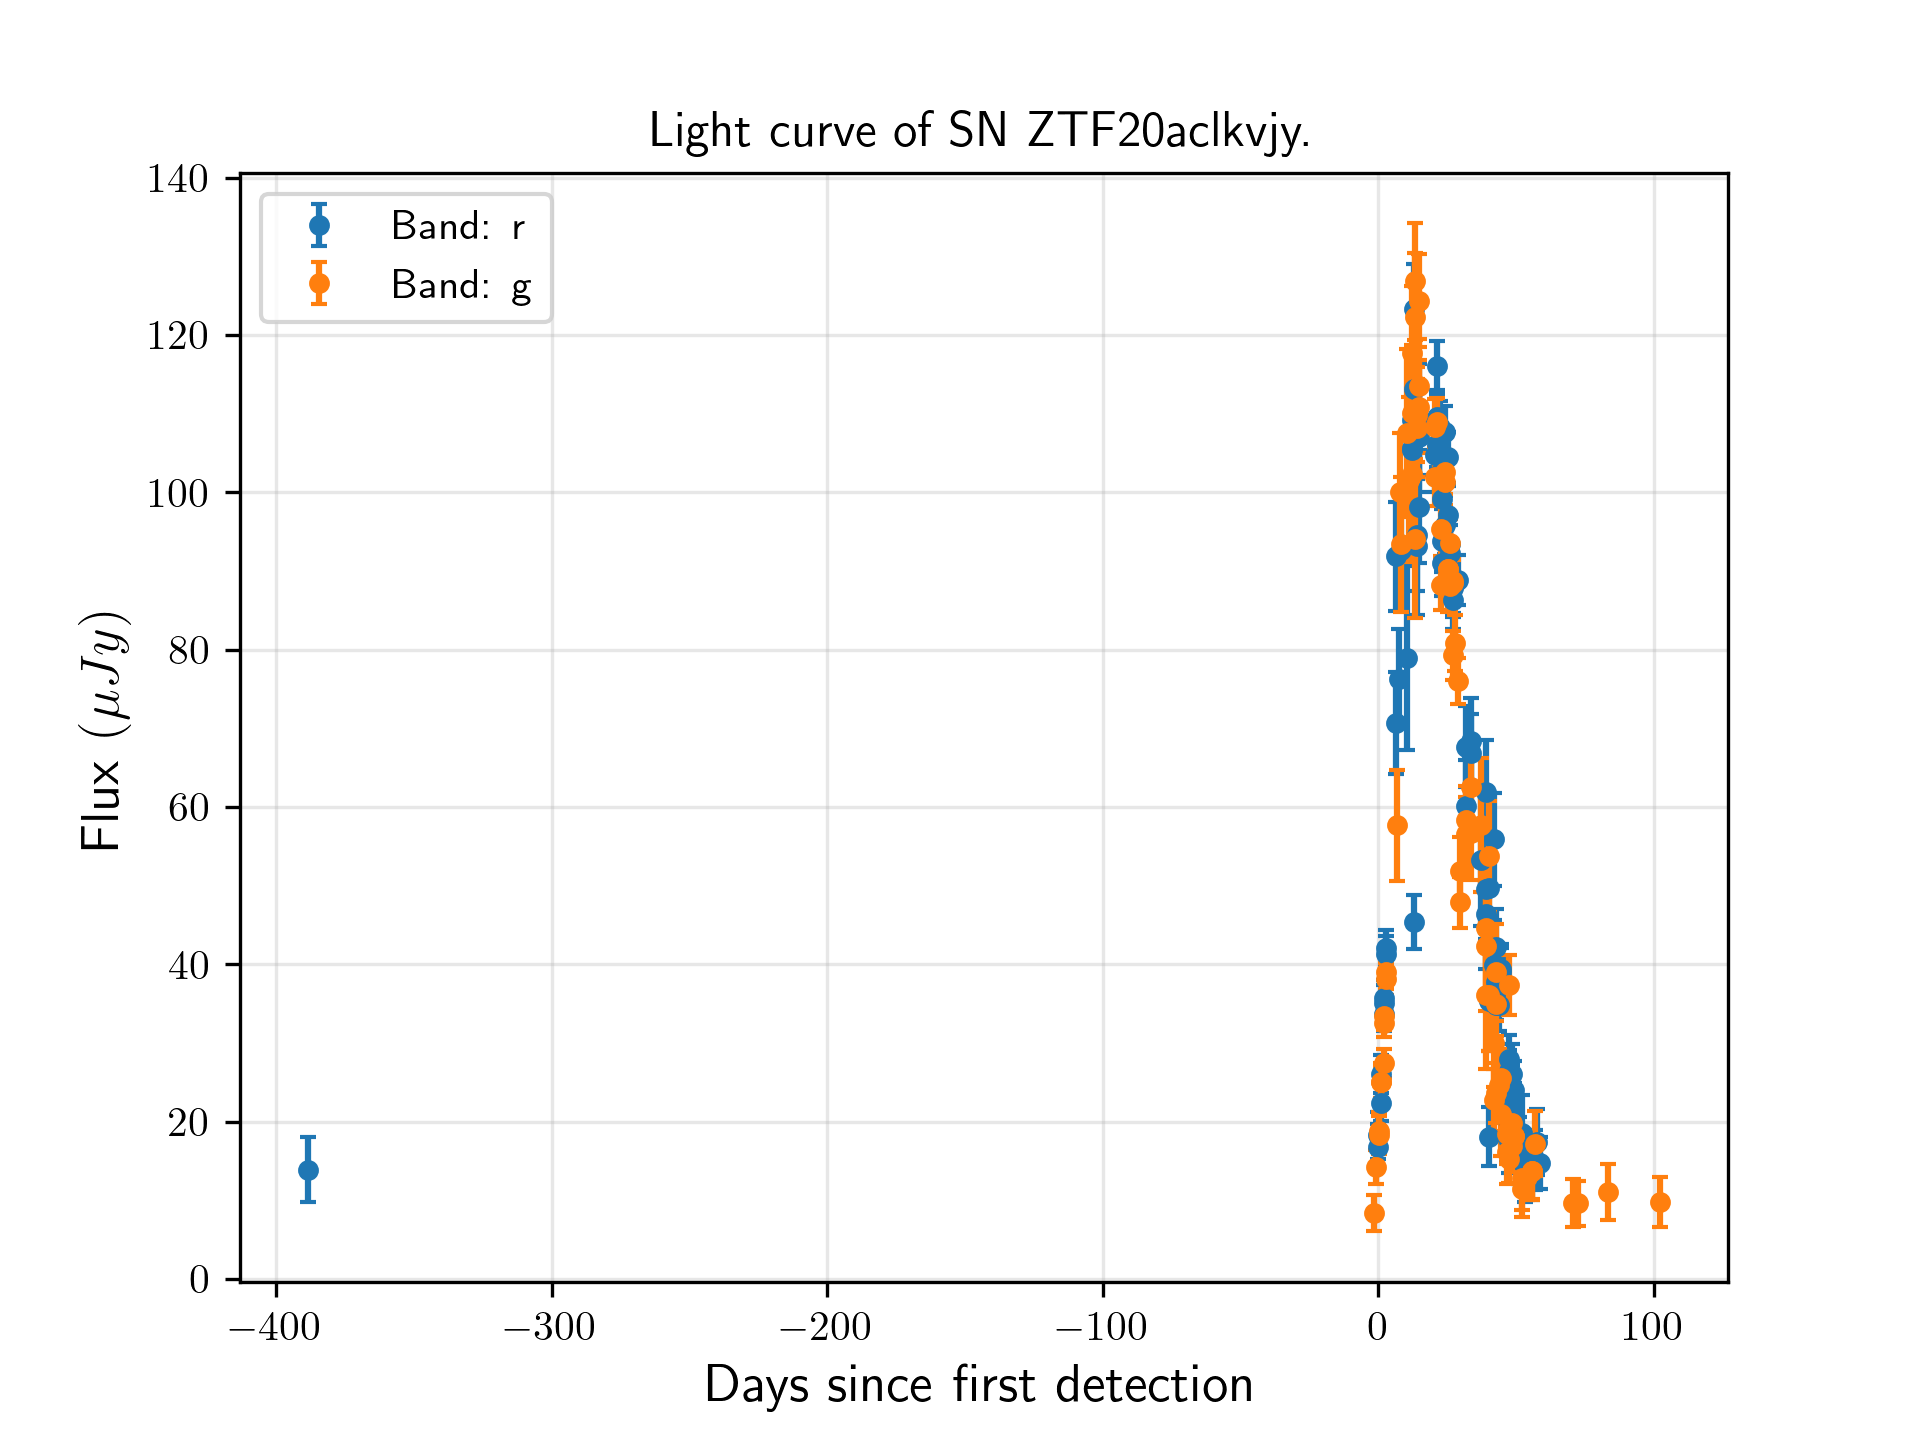 Light curve of SN ZTF20aclkvjy.
140
120
100
80
60
40
20
0
Flux (μJy)
Band: r
Band: g
−400
−300
−200
−100
0
100
Days since first detection